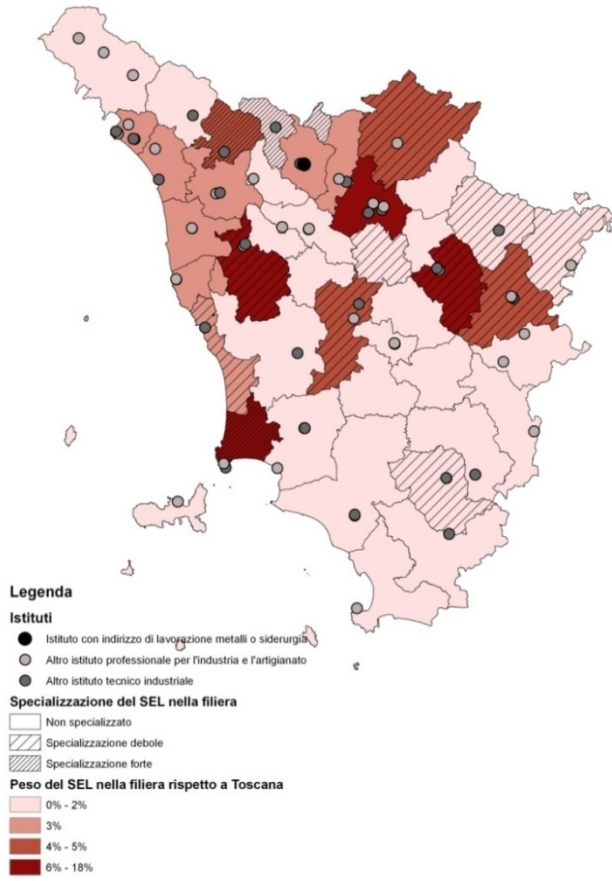 Legenda
Istituti
Istituto con indirizzo di lavorazione metalli o siderurgia
Altro istituto professionale per l'industria e l'artigianato
Altro istituto tecnico industriale
Specializzazione del SEL nella filiera
Non specializzato
Specializzazione debole
Specializzazione forte
Peso del SEL nella filiera rispetto a Toscana
0% - 2%
3%
4% - 5%
6% - 18%